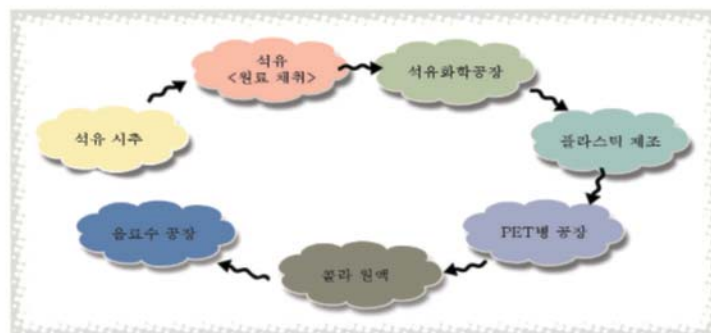 석유 시추
석유
<원료 채취>
석유화학공장
플라스틱 제조
PET병 공장
콜라 원액
음료수 공장